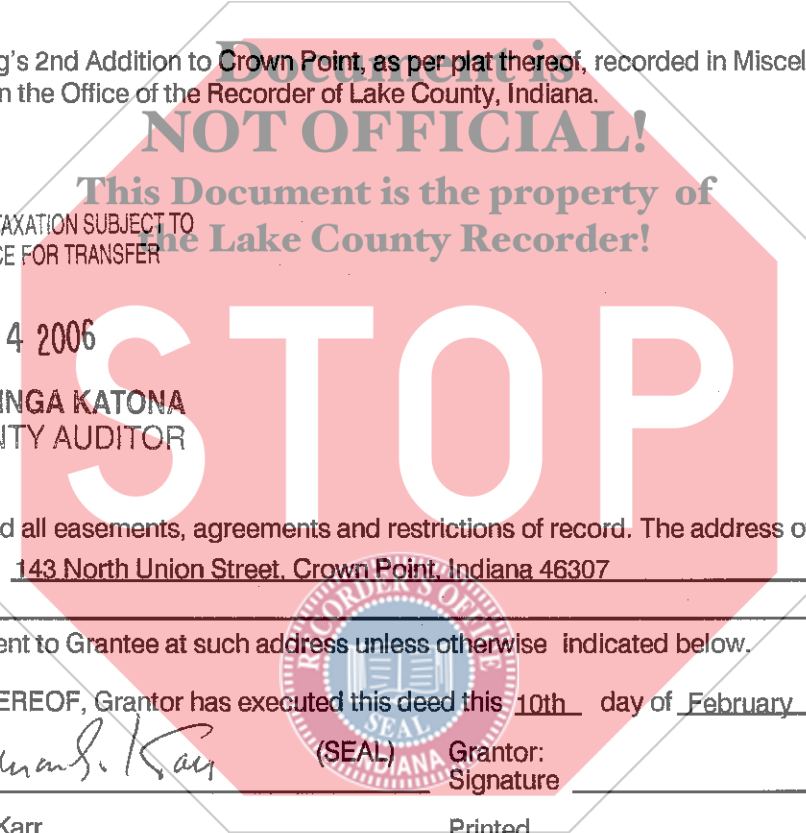 Document is
g's 2nd Addition to Crown Point, as per plat thereof, recorded in Miscel
n the Office of the Recorder of Lake County, Indiana.
NOT OFFICIAL!
This Document is the property of
the Lake County Recorder!
TAXATION SUBJECT TO
CE FOR TRANSFER
4 2006
STOP
INGA KATONA
NTY AUDITOR
d all easements, agreements and restrictions of record. The address o
143 North Union Street, Crown Point, Indiana 46307
ent to Grantee at such address unless otherwise indicated below.
EREOF, Grantor has executed this deed this 10th day of February
RECORDER'S OFFICE
SEAL
INDIANA
(SEAL) Grantor:
Signature
Karr
Printed